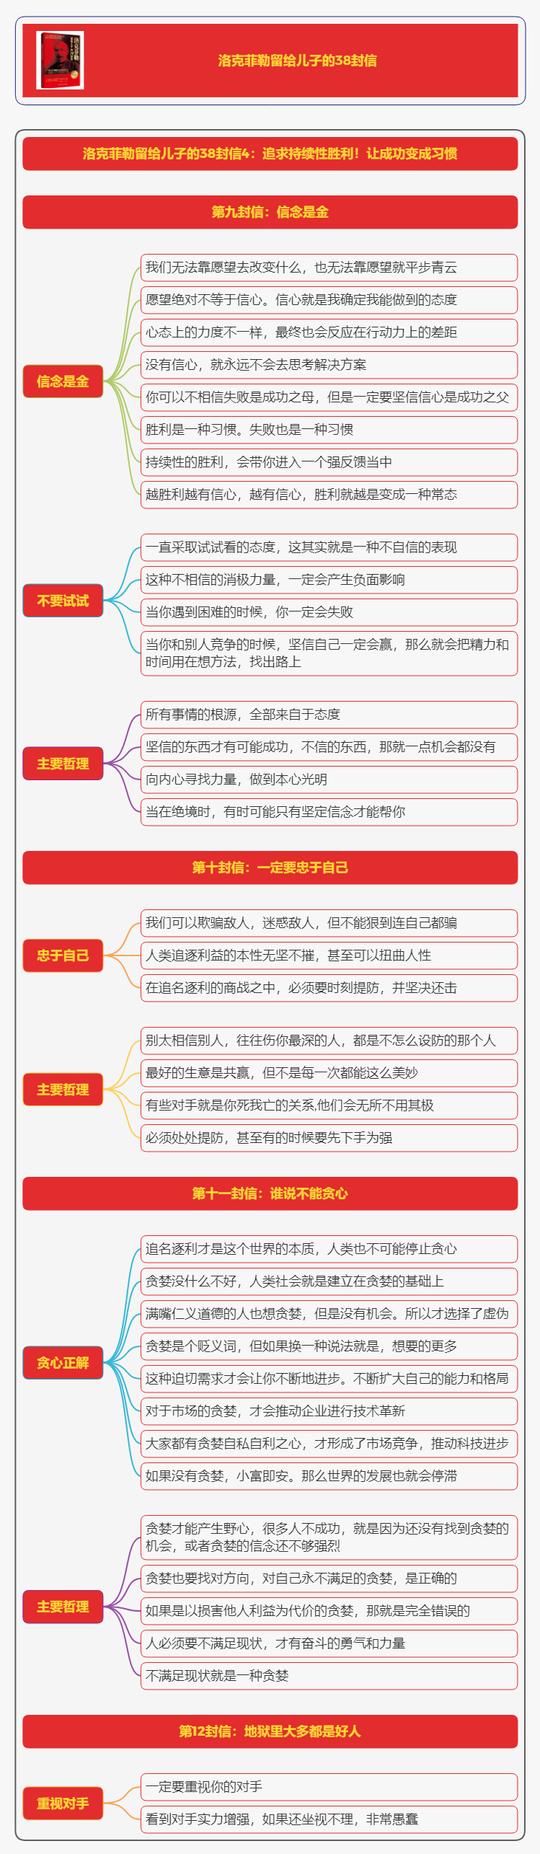 洛克菲勒留给儿子的38封信
洛克菲勒留给儿子的38封信4：追求持续性胜利！让成功变成习惯
第九封信：信念是金
信念是金
我们无法靠愿望去改变什么，也无法靠愿望就平步青云
愿望绝对不等于信心。信心就是我确定我能做到的态度
心态上的力度不一样，最终也会反应在行动力上的差距
没有信心，就永远不会去思考解决方案
你可以不相信失败是成功之母，但是一定要坚信信心是成功之父
胜利是一种习惯。失败也是一种习惯
持续性的胜利，会带你进入一个强反馈当中
越胜利越有信心，越有信心，胜利就越是变成一种常态
不要试试
一直采取试试看的态度，这其实就是一种不自信的表现
这种不相信的消极力量，一定会产生负面影响
当你遇到困难的时候，你一定会失败
当你和别人竞争的时候，坚信自己一定会赢，那么就会把精力和
时间用在想方法，找出路上
主要哲理
所有事情的根源，全部来自于态度
坚信的东西才有可能成功，不信的东西，那就一点机会都没有
向内心寻找力量，做到本心光明
当在绝境时，有时可能只有坚定信念才能帮你
第十封信：一定要忠于自己
忠于自己
我们可以欺骗敌人，迷惑敌人，但不能狠到连自己都骗
人类追逐利益的本性无坚不摧，甚至可以扭曲人性
在追名逐利的商战之中，必须要时刻提防，并坚决还击
主要哲理
别太相信别人，往往伤你最深的人，都是不怎么设防的那个人
最好的生意是共赢，但不是每一次都能这么美妙
有些对手就是你死我亡的关系,他们会无所不用其极
必须处处提防，甚至有的时候要先下手为强
第十一封信：谁说不能贪心
贪心正解
追名逐利才是这个世界的本质，人类也不可能停止贪心
贪婪没什么不好，人类社会就是建立在贪婪的基础上
满嘴仁义道德的人也想贪婪，但是没有机会。所以才选择了虚伪
贪婪是个贬义词，但如果换一种说法就是，想要的更多
这种迫切需求才会让你不断地进步。不断扩大自己的能力和格局
对于市场的贪婪，才会推动企业进行技术革新
大家都有贪婪自私自利之心，才形成了市场竞争，推动科技进步
如果没有贪婪，小富即安。那么世界的发展也就会停滞
主要哲理
贪婪才能产生野心，很多人不成功，就是因为还没有找到贪婪的
机会，或者贪婪的信念还不够强烈
贪婪也要找对方向，对自己永不满足的贪婪，是正确的
如果是以损害他人利益为代价的贪婪，那就是完全错误的
人必须要不满足现状，才有奋斗的勇气和力量
不满足现状就是一种贪婪
第12封信：地狱里大多都是好人
重视对手
一定要重视你的对手
看到对手实力增强，如果还坐视不理，非常愚蠢